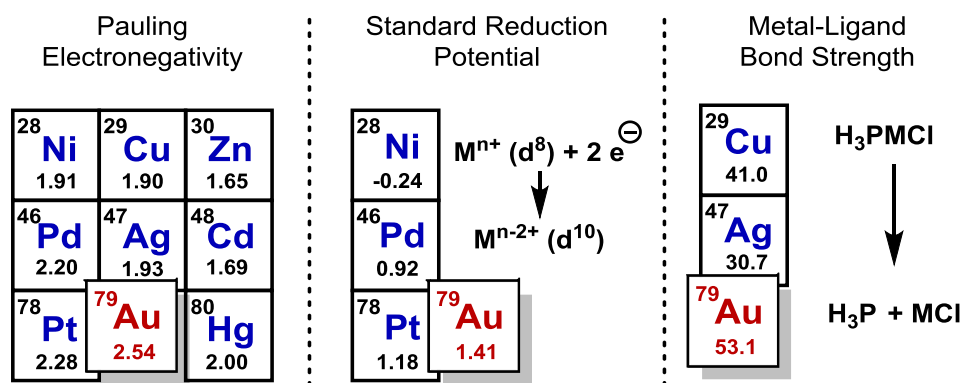 Pauling
Electronegativity
28 Ni 1.91
29 Cu 1.90
30 Zn 1.65
46 Pd 2.20
47 Ag 1.93
48 Cd 1.69
78 Pt 2.28
79 Au 2.54
80 Hg 2.00
Standard Reduction
Potential
28 Ni -0.24
46 Pd 0.92
78 Pt 1.18
79 Au 1.41
Mⁿ⁺ (d⁸) + 2 e⊖
Mⁿ⁻²⁺ (d¹⁰)
Metal-Ligand
Bond Strength
29 Cu 41.0
47 Ag 30.7
79 Au 53.1
H₃PMCl
H₃P + MCl